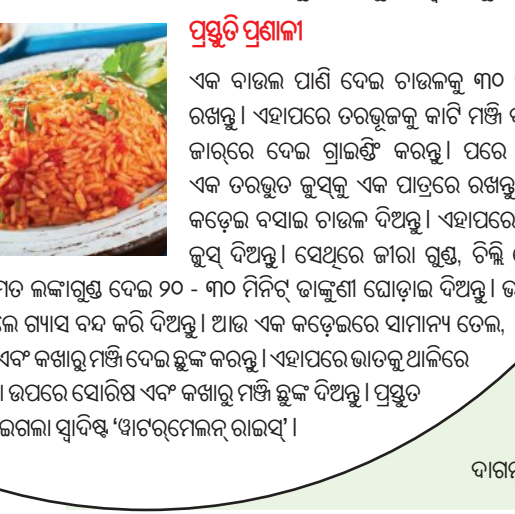 ପ୍ରସ୍ତୁତି ପ୍ରଣାଳୀ
ଏକ ବାଉଲ ପାଣି ଦେଇ ଚାଉଳକୁ ୩୦
ରଖନ୍ତୁ । ଏହାପରେ ତରଭୂଜକୁ କାଟି ମଞ୍ଜି
ଜାର୍‌ରେ ଦେଇ ଗ୍ରାଇଣ୍ଡିଂ କରନ୍ତୁ । ପରେ
ଏକ ତରଭୁତ ଜୁସ୍‌କୁ ଏକ ପାତ୍ରରେ ରଖନ୍ତୁ
କଡ଼େଇ ବସାଇ ଚାଉଳ ଦିଅନ୍ତୁ । ଏହାପରେ
ଜୁସ୍ ଦିଅନ୍ତୁ । ସେଥିରେ ଜୀରା ଗୁଣ୍ଡ, ଚିଲ୍ଲି
ଲଙ୍କାଗୁଣ୍ଡ ଦେଇ ୨୦ - ୩୦ ମିନିଟ୍ ଢାଙ୍କୁଣୀ ଘୋଡ଼ାଇ ଦିଅନ୍ତୁ ।
ଗ୍ୟାସ ବନ୍ଦ କରି ଦିଅନ୍ତୁ । ଆଉ ଏକ କଡ଼େଇରେ ସାମାନ୍ୟ ତେଲ,
ଏବଂ କଖାରୁ ମଞ୍ଜି ଦେଇ ଛୁଙ୍କ କରନ୍ତୁ । ଏହାପରେ ଭାତକୁ ଥାଳିରେ
ଉପରେ ସୋରିଷ ଏବଂ କଖାରୁ ମଞ୍ଜି ଛୁଙ୍କ ଦିଅନ୍ତୁ । ପ୍ରସ୍ତୁତ
ସ୍ୱାଦିଷ୍ଟ ‘ୱାଟର୍‌ମେଲନ୍ ରାଇସ୍’ ।